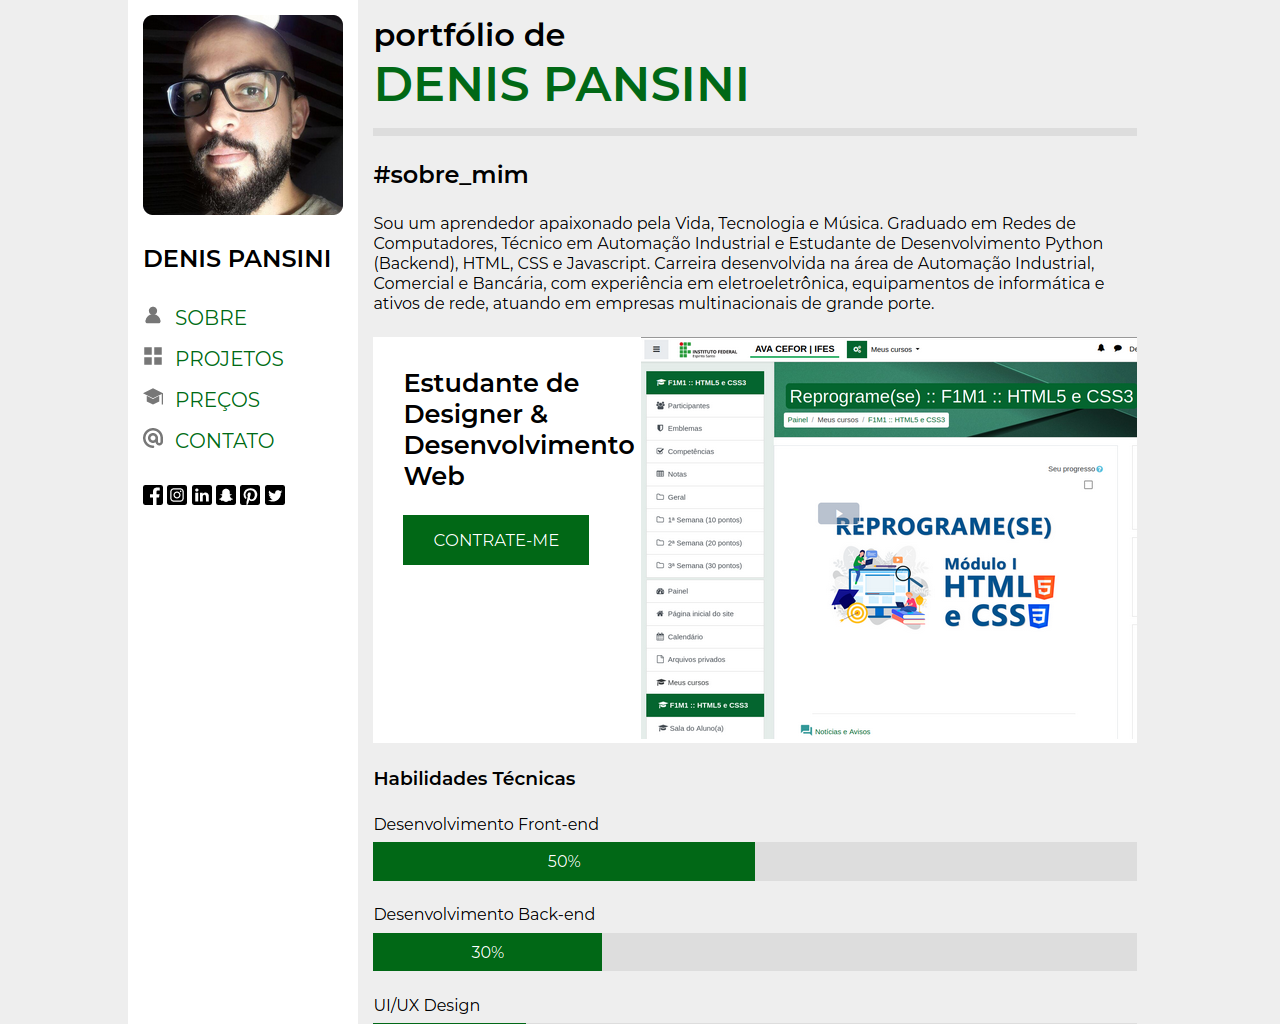 portfólio de
DENIS PANSINI
DENIS PANSINI
SOBRE
PROJETOS
PREÇOS
CONTATO
#sobre_mim
Sou um aprendedor apaixonado pela Vida, Tecnologia e Música. Graduado em Redes de
Computadores, Técnico em Automação Industrial e Estudante de Desenvolvimento Python
(Backend), HTML, CSS e Javascript. Carreira desenvolvida na área de Automação Industrial,
Comercial e Bancária, com experiência em eletroeletrônica, equipamentos de informática e
ativos de rede, atuando em empresas multinacionais de grande porte.
Estudante de
Designer &
Desenvolvimento
Web
CONTRATE-ME
INSTITUTO FEDERAL
Espírito Santo
AVA CEFOR | IFES
Meus cursos
De
F1M1 :: HTML5 e CSS3
Participantes
Emblemas
Competências
Notas
Geral
1ª Semana (10 pontos)
2ª Semana (20 pontos)
3ª Semana (30 pontos)
Painel
Página inicial do site
Calendário
Arquivos privados
Meus cursos
F1M1 :: HTML5 e CSS3
Sala do Aluno(a)
Reprograme(se) :: F1M1 :: HTML5 e CSS3
Painel / Meus cursos / F1M1 :: HTML5 e CSS3
Seu progresso
REPROGRAME(SE)
Módulo I
HTML 5
e CSS 3
Notícias e Avisos
Habilidades Técnicas
Desenvolvimento Front-end
50%
Desenvolvimento Back-end
30%
UI/UX Design